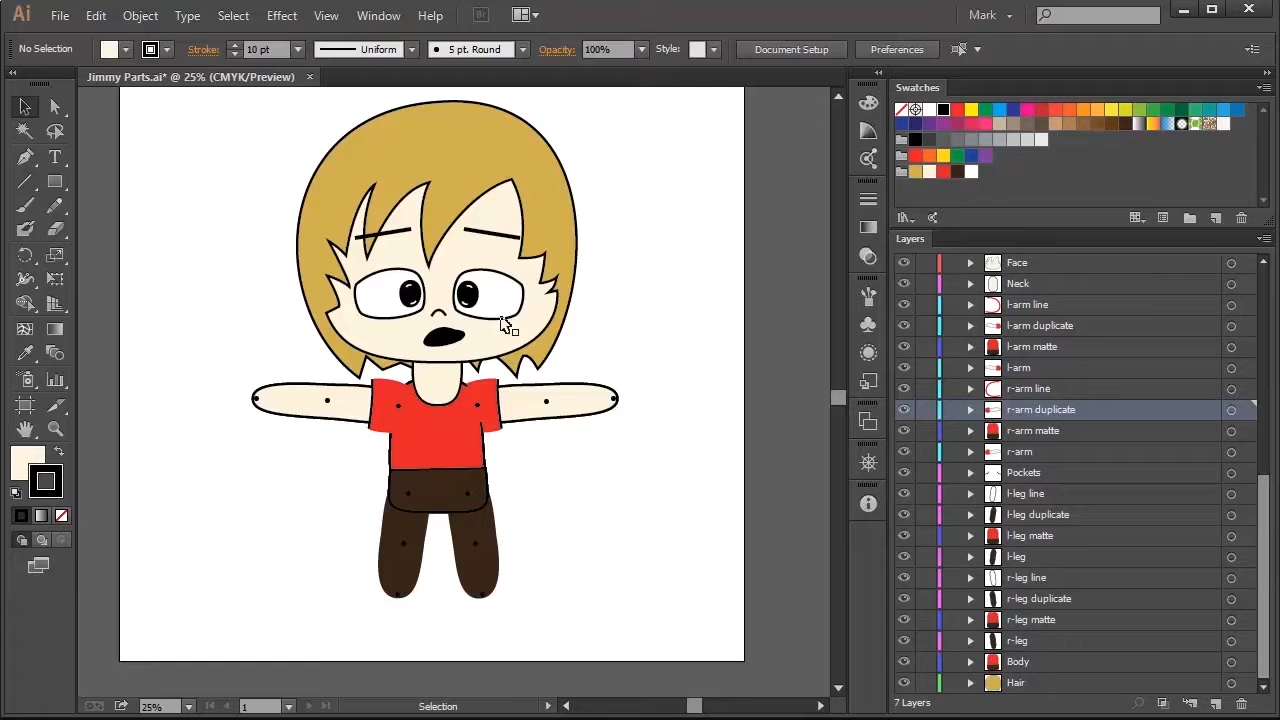 Ai File Edit Object Type Select Effect View Window Help Br Mark
No Selection Stroke: 10 pt Uniform 5 pt. Round Opacity: 100% Style: Document Setup Preferences
Jimmy Parts.ai* @ 25% (CMYK/Preview)
Swatches
Layers
Face
Neck
l-arm line
l-arm duplicate
l-arm matte
l-arm
r-arm line
r-arm duplicate
r-arm matte
r-arm
Pockets
l-leg line
l-leg duplicate
l-leg matte
l-leg
r-leg line
r-leg duplicate
r-leg matte
r-leg
Body
Hair
25% 1 Selection
7 Layers